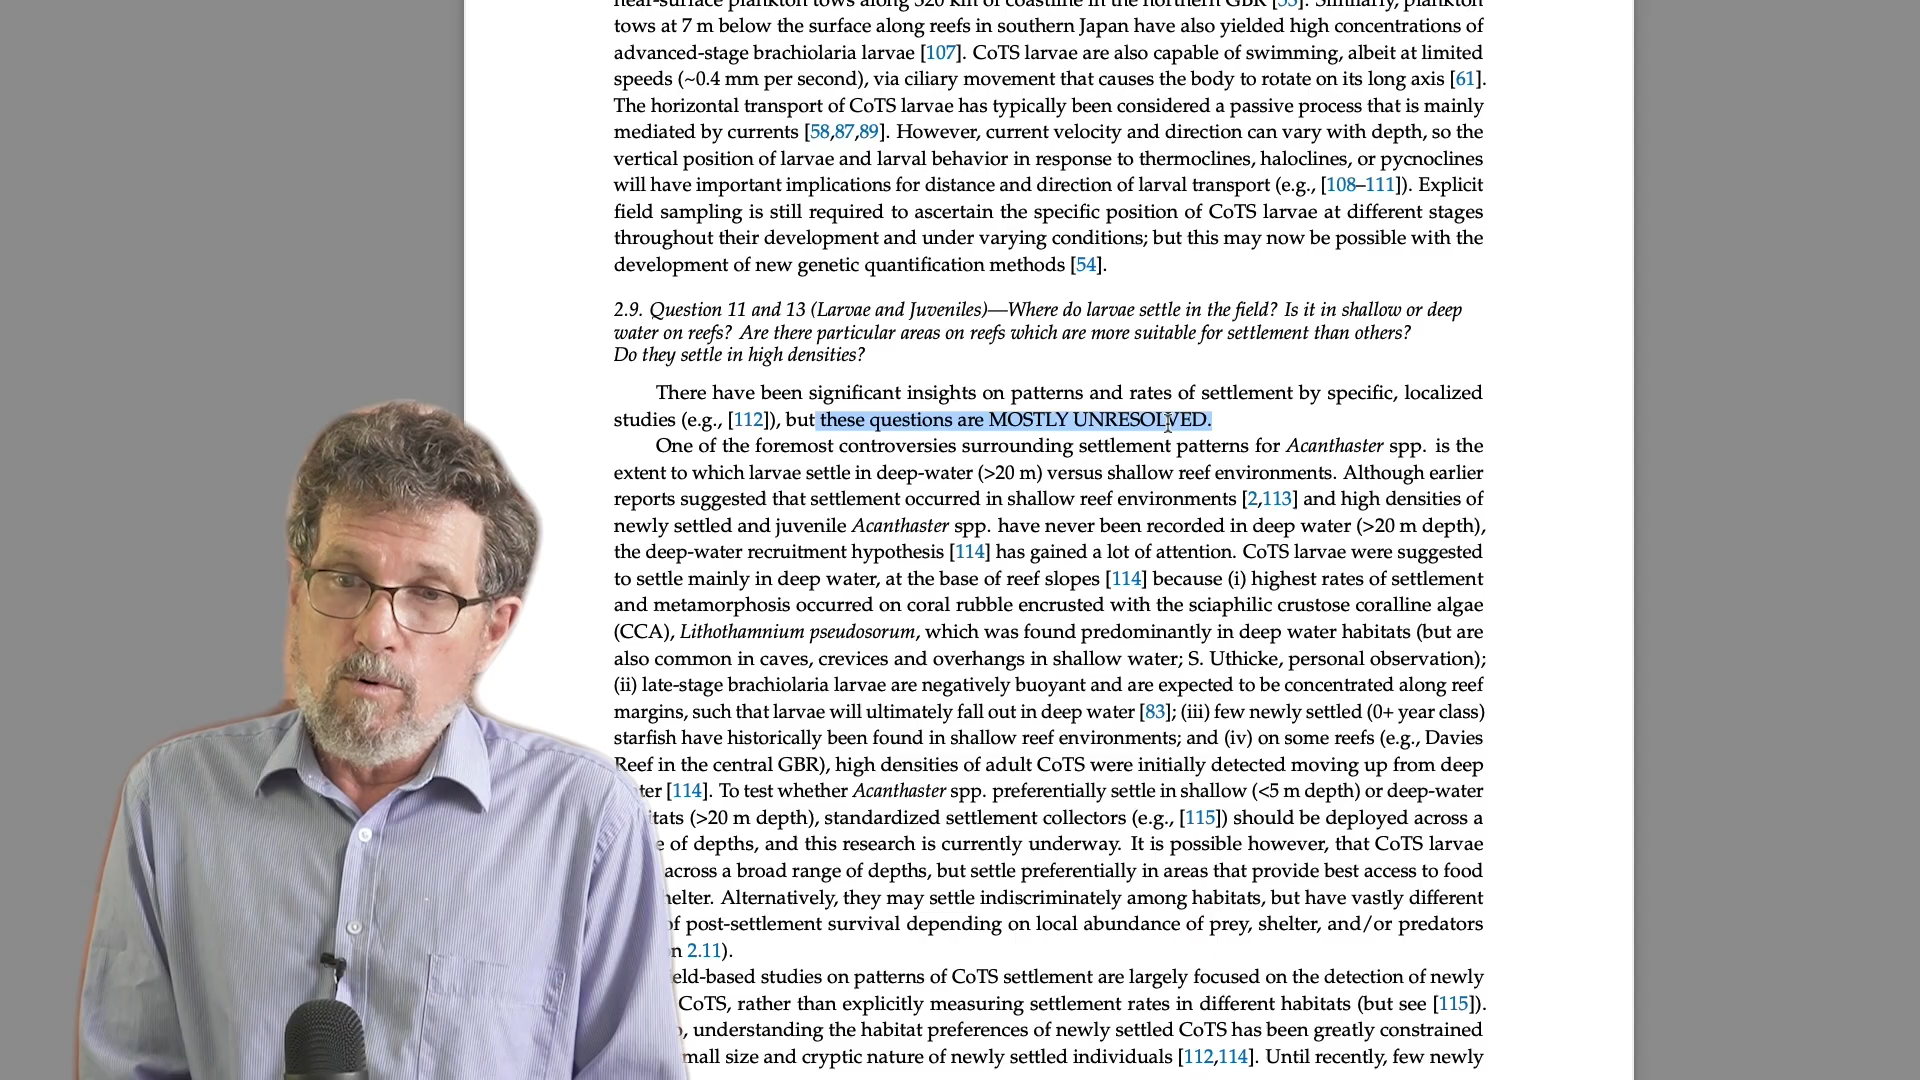 near-surface plankton tows along 320 km of coastline in the northern GBR [53]. Similarly, plankton
tows at 7 m below the surface along reefs in southern Japan have also yielded high concentrations of
advanced-stage brachiolaria larvae [107]. CoTS larvae are also capable of swimming, albeit at limited
speeds (~0.4 mm per second), via ciliary movement that causes the body to rotate on its long axis [61].
The horizontal transport of CoTS larvae has typically been considered a passive process that is mainly
mediated by currents [58,87,89]. However, current velocity and direction can vary with depth, so the
vertical position of larvae and larval behavior in response to thermoclines, haloclines, or pycnoclines
will have important implications for distance and direction of larval transport (e.g., [108–111]). Explicit
field sampling is still required to ascertain the specific position of CoTS larvae at different stages
throughout their development and under varying conditions; but this may now be possible with the
development of new genetic quantification methods [54].
2.9. Question 11 and 13 (Larvae and Juveniles)—Where do larvae settle in the field? Is it in shallow or deep
water on reefs? Are there particular areas on reefs which are more suitable for settlement than others?
Do they settle in high densities?
There have been significant insights on patterns and rates of settlement by specific, localized
studies (e.g., [112]), but these questions are MOSTLY UNRESOLVED.
One of the foremost controversies surrounding settlement patterns for Acanthaster spp. is the
extent to which larvae settle in deep-water (>20 m) versus shallow reef environments. Although earlier
reports suggested that settlement occurred in shallow reef environments [2,113] and high densities of
newly settled and juvenile Acanthaster spp. have never been recorded in deep water (>20 m depth),
the deep-water recruitment hypothesis [114] has gained a lot of attention. CoTS larvae were suggested
to settle mainly in deep water, at the base of reef slopes [114] because (i) highest rates of settlement
and metamorphosis occurred on coral rubble encrusted with the sciaphilic crustose coralline algae
(CCA), Lithothamnium pseudosorum, which was found predominantly in deep water habitats (but are
also common in caves, crevices and overhangs in shallow water; S. Uthicke, personal observation);
(ii) late-stage brachiolaria larvae are negatively buoyant and are expected to be concentrated along reef
margins, such that larvae will ultimately fall out in deep water [83]; (iii) few newly settled (0+ year class)
starfish have historically been found in shallow reef environments; and (iv) on some reefs (e.g., Davies
Reef in the central GBR), high densities of adult CoTS were initially detected moving up from deep
ter [114]. To test whether Acanthaster spp. preferentially settle in shallow (<5 m depth) or deep-water
itats (>20 m depth), standardized settlement collectors (e.g., [115]) should be deployed across a
e of depths, and this research is currently underway. It is possible however, that CoTS larvae
across a broad range of depths, but settle preferentially in areas that provide best access to food
helter. Alternatively, they may settle indiscriminately among habitats, but have vastly different
of post-settlement survival depending on local abundance of prey, shelter, and/or predators
n 2.11).
eld-based studies on patterns of CoTS settlement are largely focused on the detection of newly
CoTS, rather than explicitly measuring settlement rates in different habitats (but see [115]).
o, understanding the habitat preferences of newly settled CoTS has been greatly constrained
mall size and cryptic nature of newly settled individuals [112,114]. Until recently, few newly